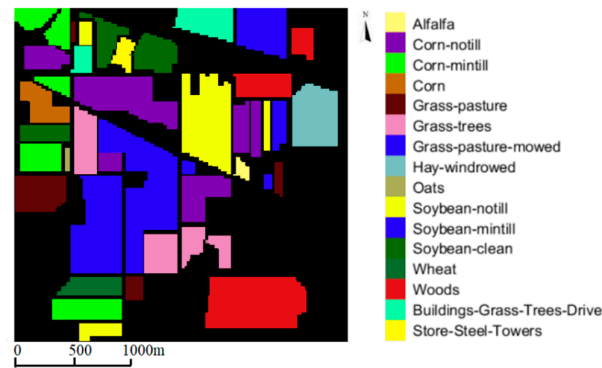 N
Alfalfa
Corn-notill
Corn-mintill
Corn
Grass-pasture
Grass-trees
Grass-pasture-mowed
Hay-windrowed
Oats
Soybean-notill
Soybean-mintill
Soybean-clean
Wheat
Woods
Buildings-Grass-Trees-Drive
Store-Steel-Towers
0 500 1000m